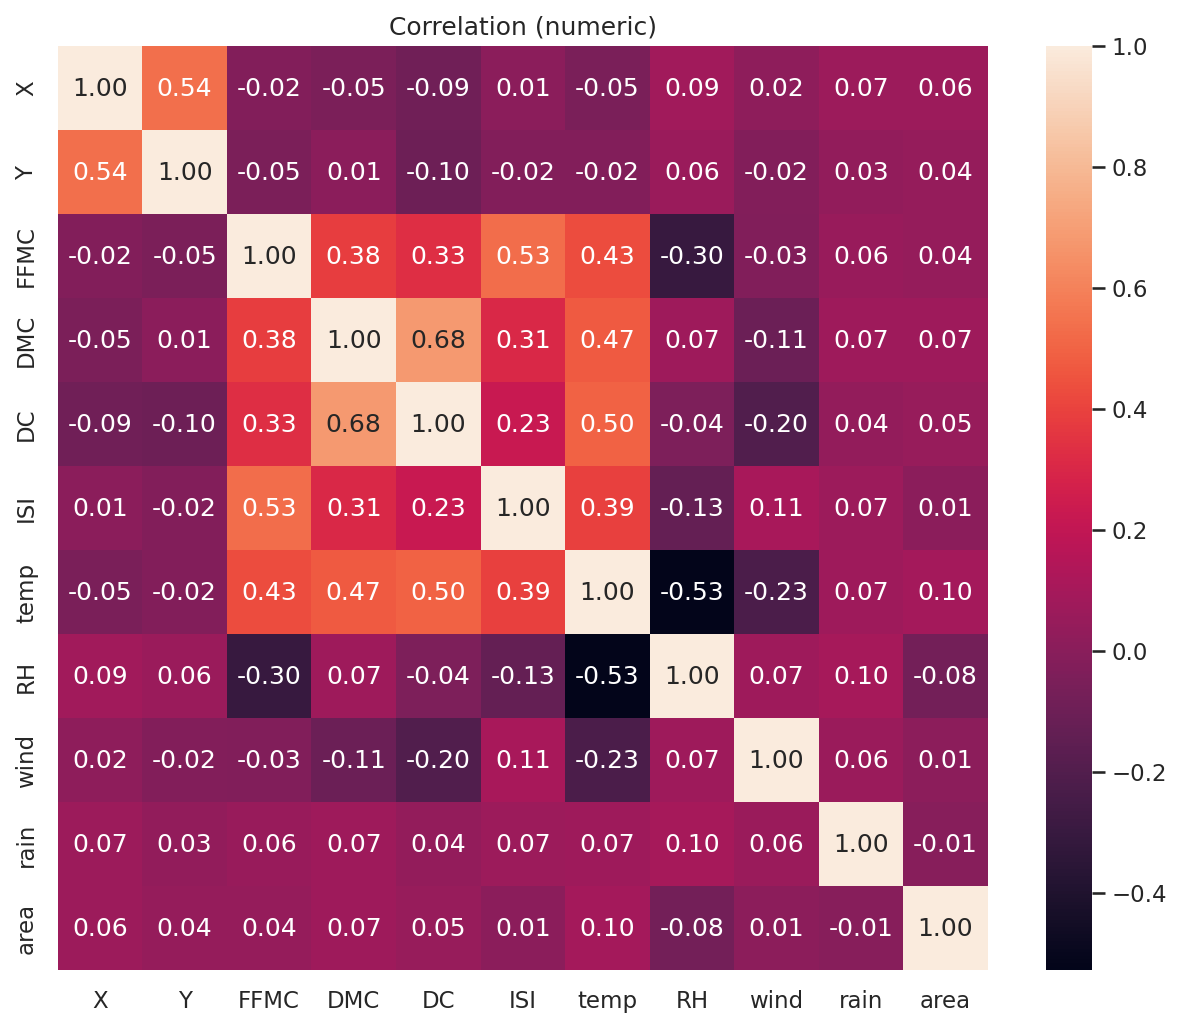 Correlation (numeric)
X 1.00 0.54 -0.02 -0.05 -0.09 0.01 -0.05 0.09 0.02 0.07 0.06
Y 0.54 1.00 -0.05 0.01 -0.10 -0.02 -0.02 0.06 -0.02 0.03 0.04
FFMC -0.02 -0.05 1.00 0.38 0.33 0.53 0.43 -0.30 -0.03 0.06 0.04
DMC -0.05 0.01 0.38 1.00 0.68 0.31 0.47 0.07 -0.11 0.07 0.07
DC -0.09 -0.10 0.33 0.68 1.00 0.23 0.50 -0.04 -0.20 0.04 0.05
ISI 0.01 -0.02 0.53 0.31 0.23 1.00 0.39 -0.13 0.11 0.07 0.01
temp -0.05 -0.02 0.43 0.47 0.50 0.39 1.00 -0.53 -0.23 0.07 0.10
RH 0.09 0.06 -0.30 0.07 -0.04 -0.13 -0.53 1.00 0.07 0.10 -0.08
wind 0.02 -0.02 -0.03 -0.11 -0.20 0.11 -0.23 0.07 1.00 0.06 0.01
rain 0.07 0.03 0.06 0.07 0.04 0.07 0.07 0.10 0.06 1.00 -0.01
area 0.06 0.04 0.04 0.07 0.05 0.01 0.10 -0.08 0.01 -0.01 1.00
X Y FFMC DMC DC ISI temp RH wind rain area
1.0
0.8
0.6
0.4
0.2
0.0
−0.2
−0.4